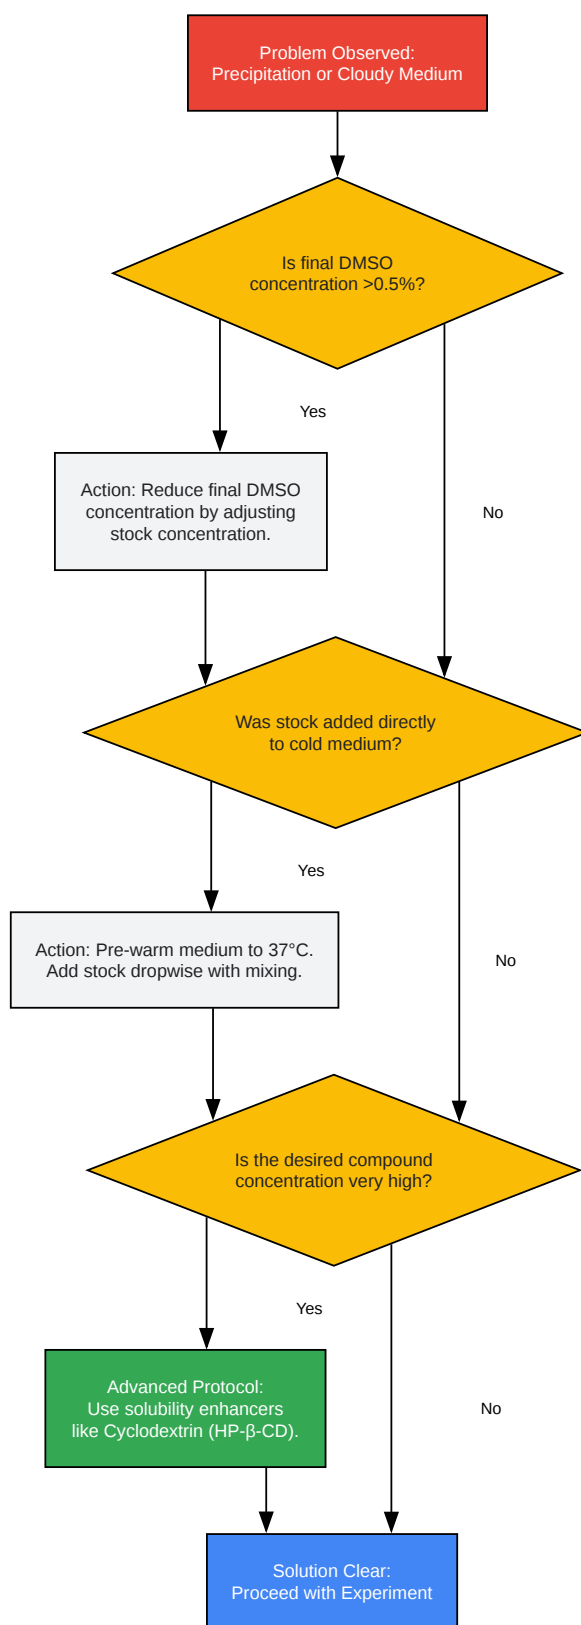 Problem Observed:
Precipitation or Cloudy Medium
Is final DMSO
concentration >0.5%?
Yes
Action: Reduce final DMSO
concentration by adjusting
stock concentration.
No
Was stock added directly
to cold medium?
Yes
Action: Pre-warm medium to 37°C.
Add stock dropwise with mixing.
No
Is the desired compound
concentration very high?
Yes
Advanced Protocol:
Use solubility enhancers
like Cyclodextrin (HP-β-CD).
No
Solution Clear:
Proceed with Experiment